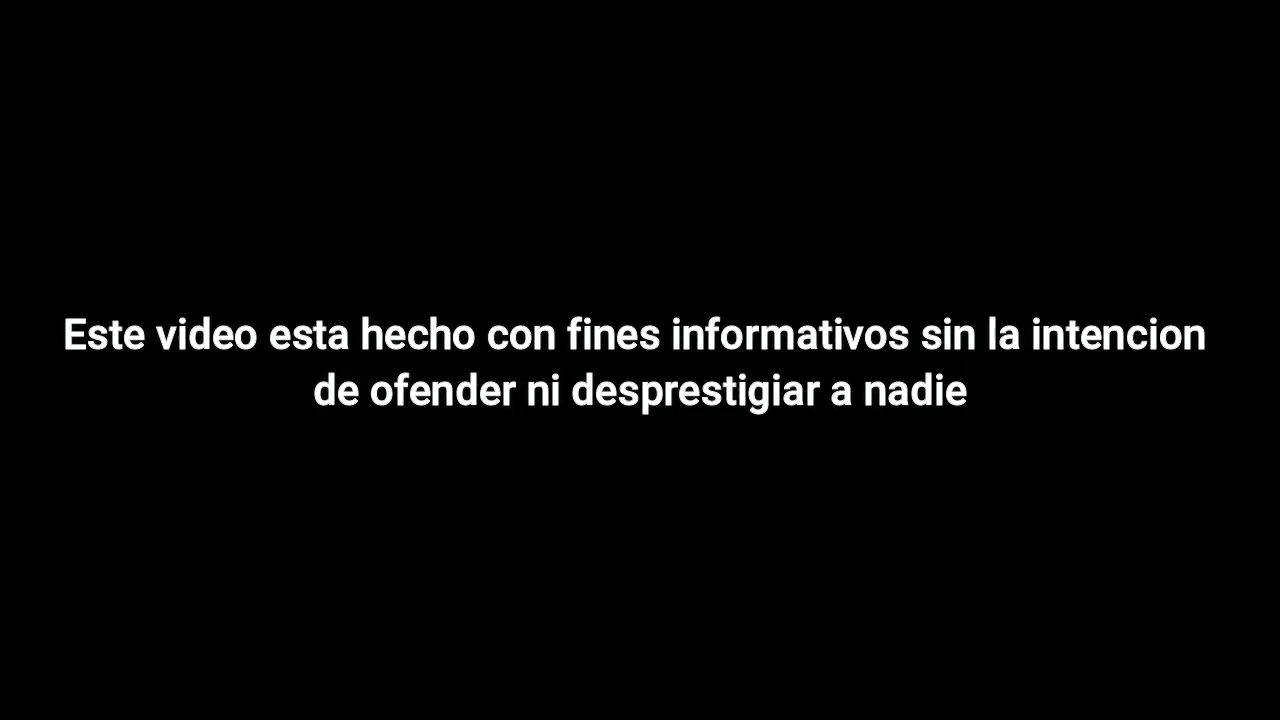 Este video esta hecho con fines informativos sin la intencion
de ofender ni desprestigiar a nadie